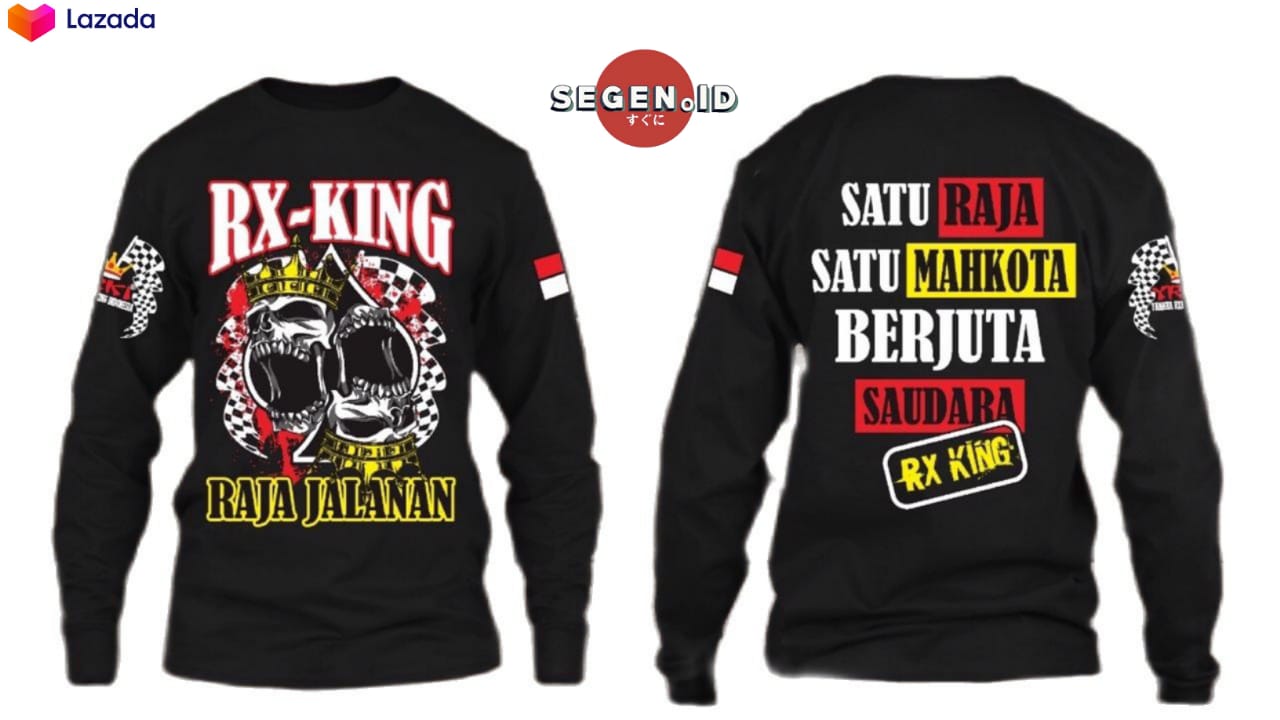 Lazada
SEGEN.ID
すぐに
RX-KING
RAJA JALANAN
SATU RAJA
SATU MAHKOTA
BERJUTA
SAUDARA
RX KING